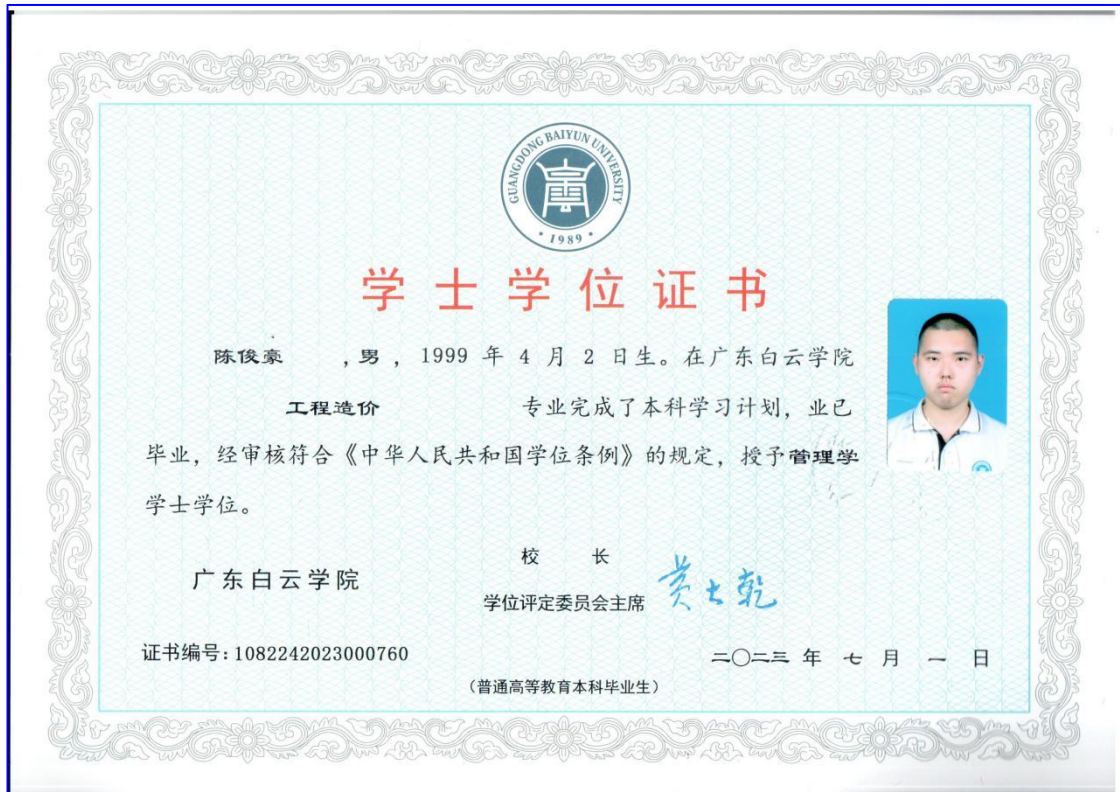 GUANGDONG BAIYUN UNIVERSITY
·1989·
学士学位证书
陈俊豪 ,男,1999 年 4 月 2 日生。在广东白云学院
工程造价 专业完成了本科学习计划,业已
毕业,经审核符合《中华人民共和国学位条例》的规定,授予管理学
学士学位。
广东白云学院
校 长
学位评定委员会主席
黄大乾
证书编号:1082242023000760
二〇二三 年 七 月 一 日
(普通高等教育本科毕业生)